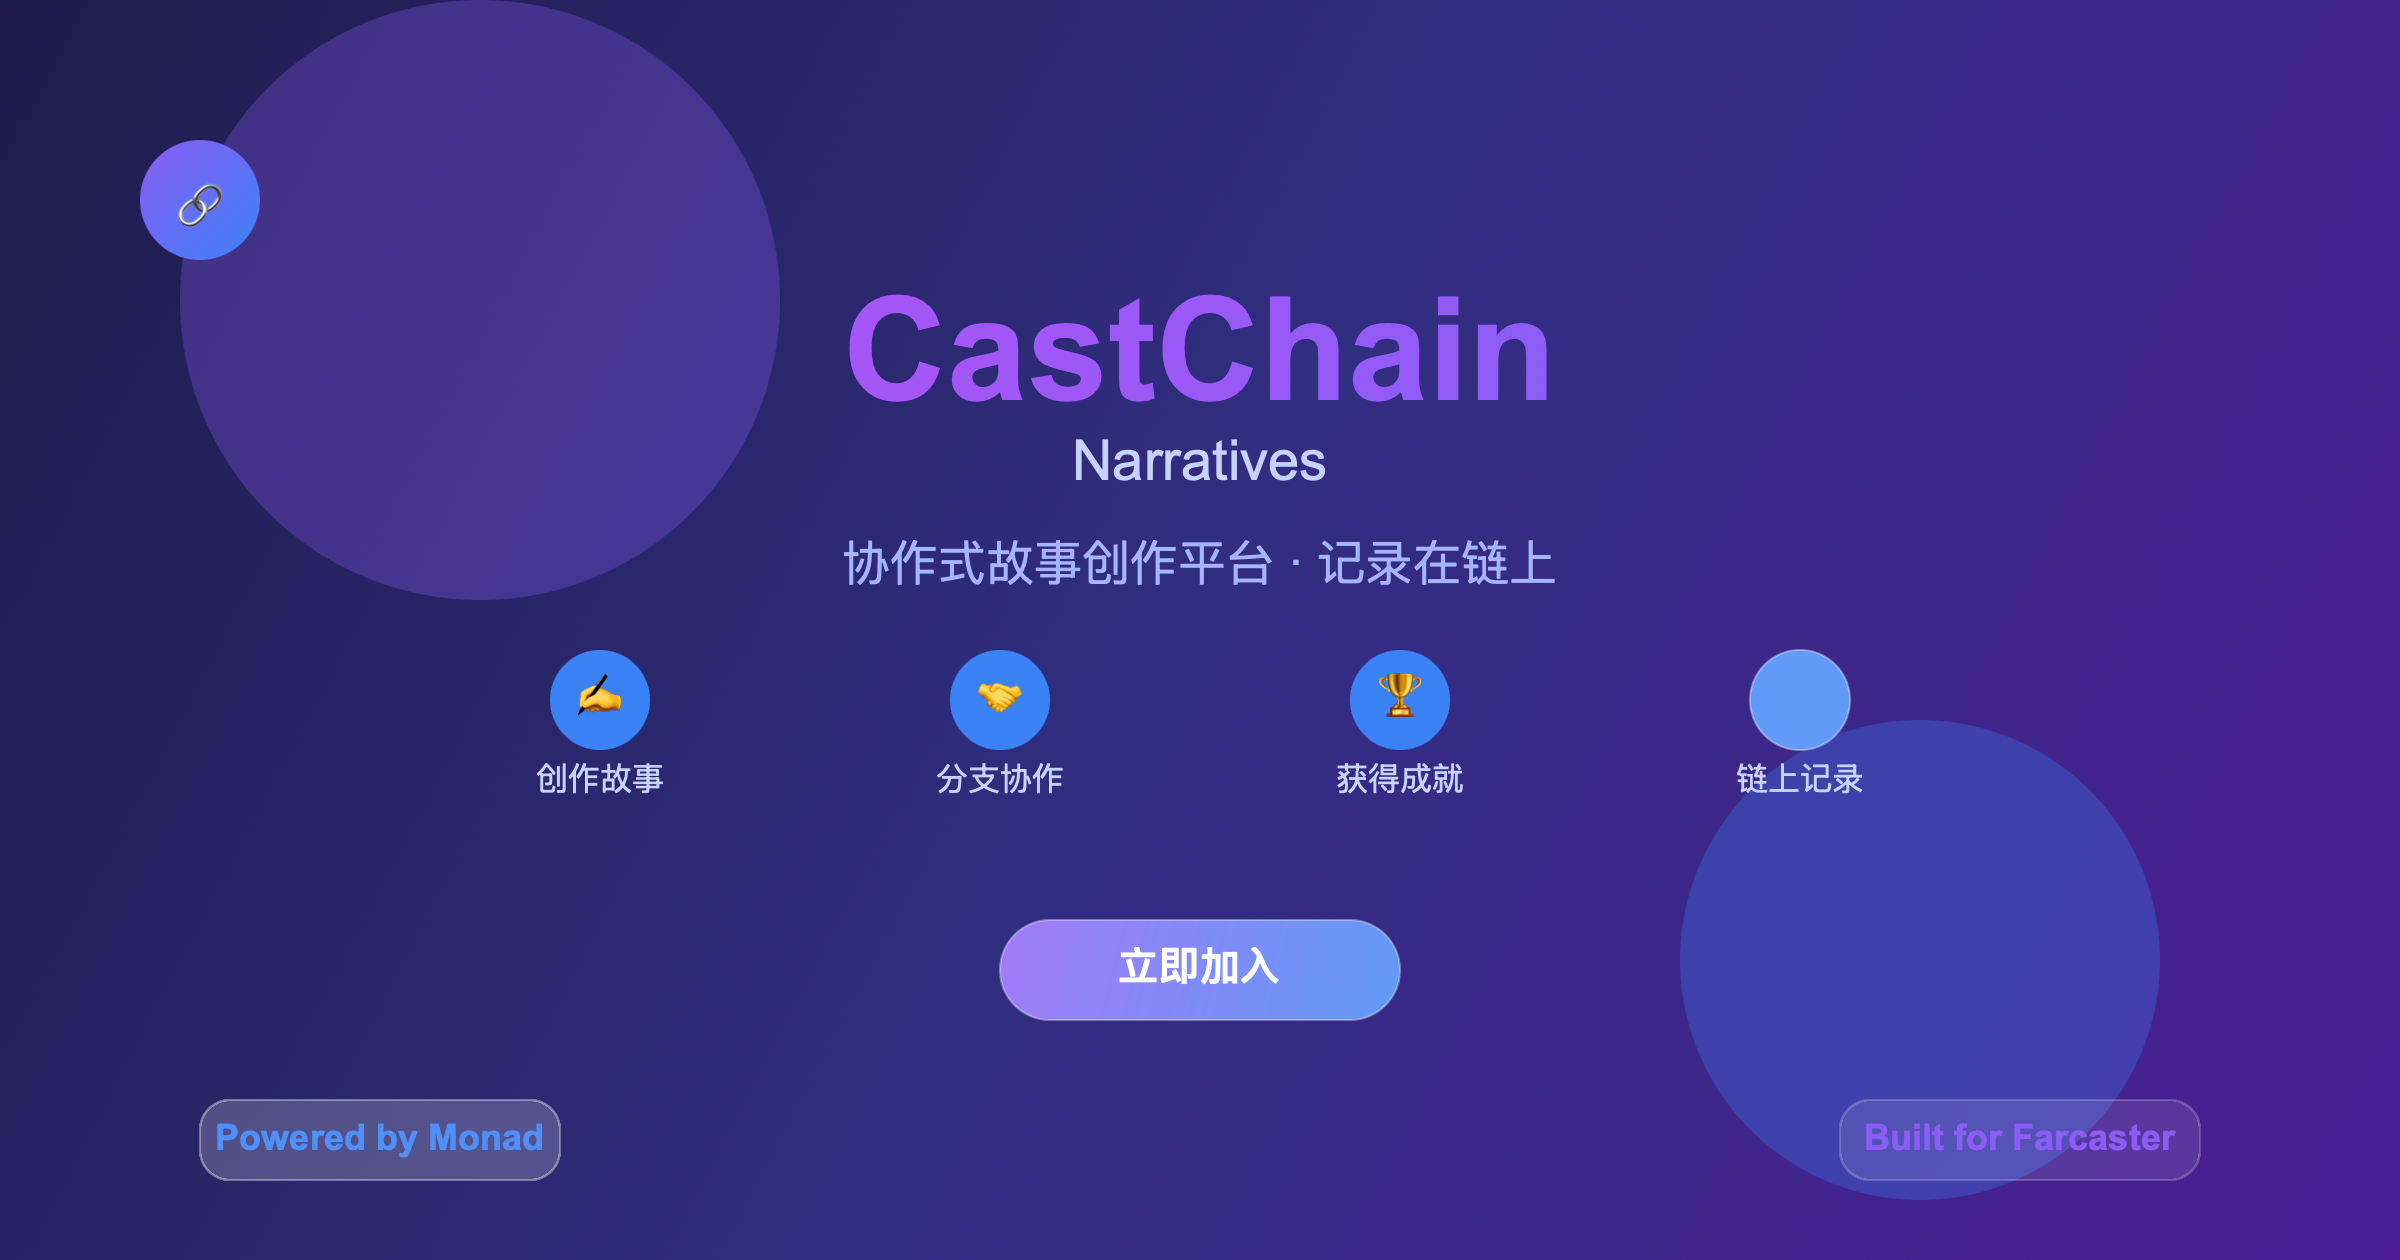 CastChain
Narratives
协作式故事创作平台 · 记录在链上
创作故事
分支协作
获得成就
链上记录
立即加入
Powered by Monad
Built for Farcaster